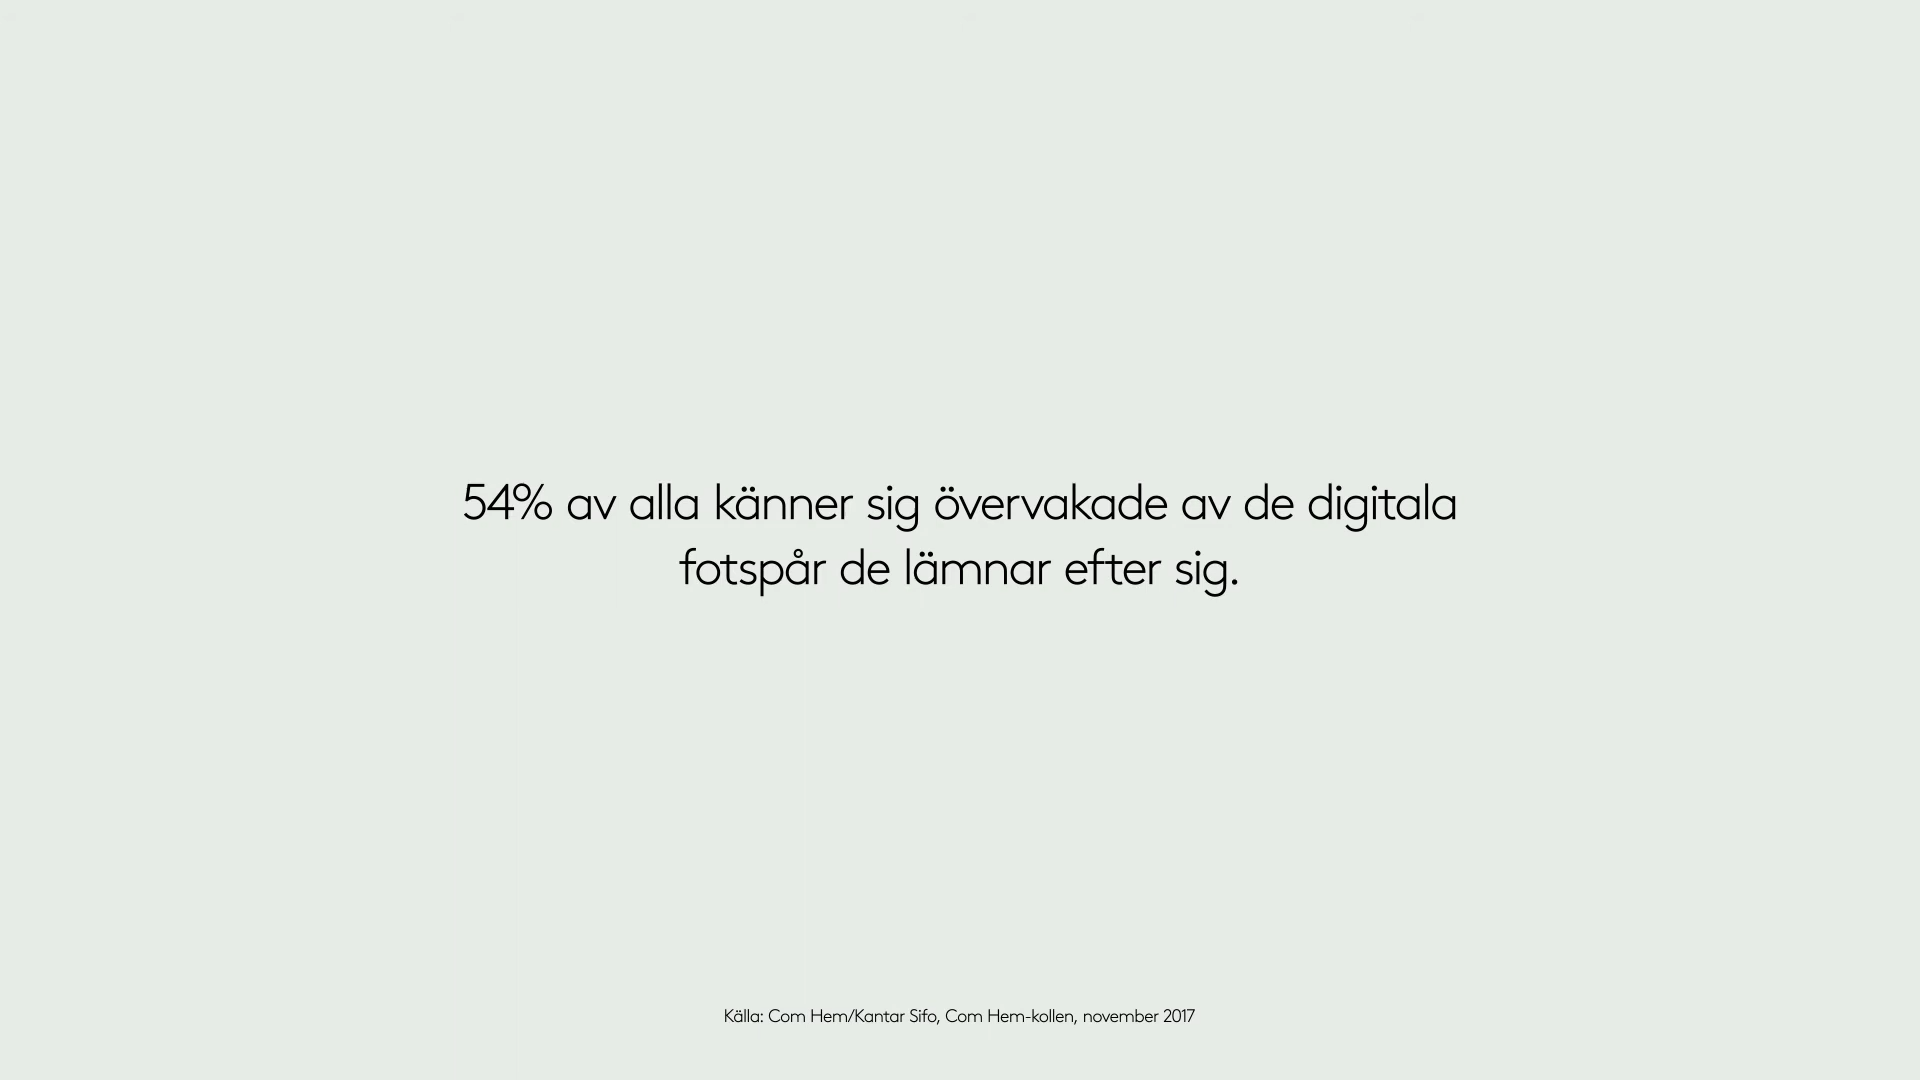 54% av alla känner sig övervakade av de digitala
fotspår de lämnar efter sig.
Källa: Com Hem/Kantar Sifo, Com Hem-kollen, november 2017